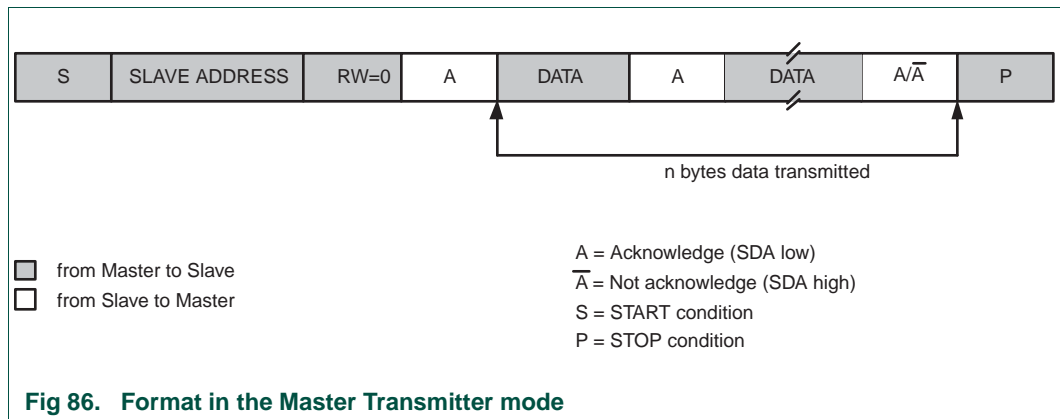 S SLAVE ADDRESS RW=0 A DATA A DATA A/A̅ P
n bytes data transmitted
from Master to Slave
from Slave to Master
A = Acknowledge (SDA low)
A̅ = Not acknowledge (SDA high)
S = START condition
P = STOP condition
Fig 86. Format in the Master Transmitter mode